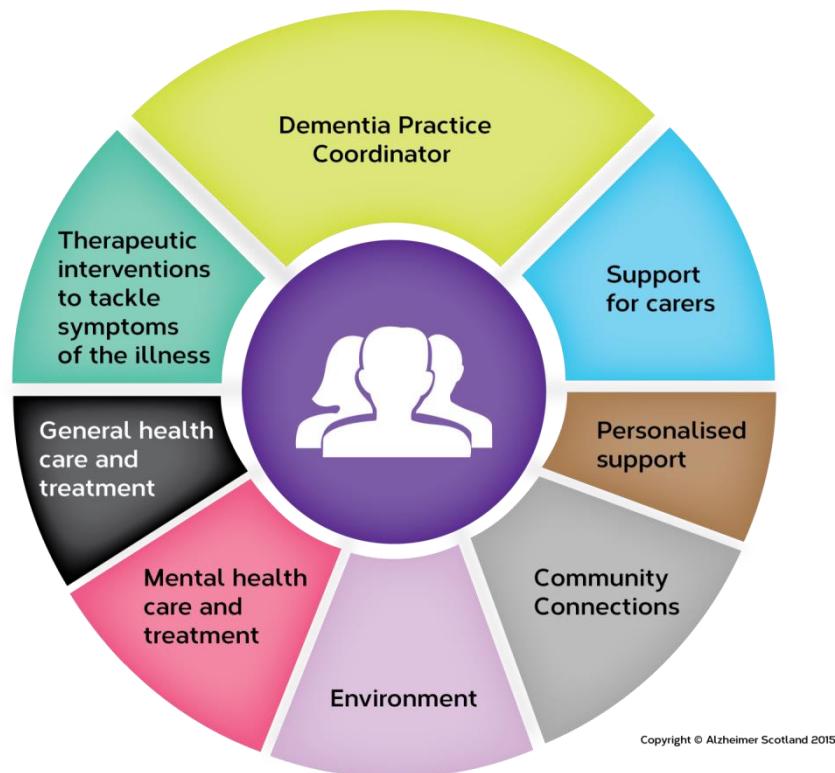 Dementia Practice
Coordinator
Support
for carers
Personalised
support
Community
Connections
Environment
Mental health
care and
treatment
General health
care and
treatment
Therapeutic
interventions
to tackle
symptoms
of the illness
Copyright © Alzheimer Scotland 2015